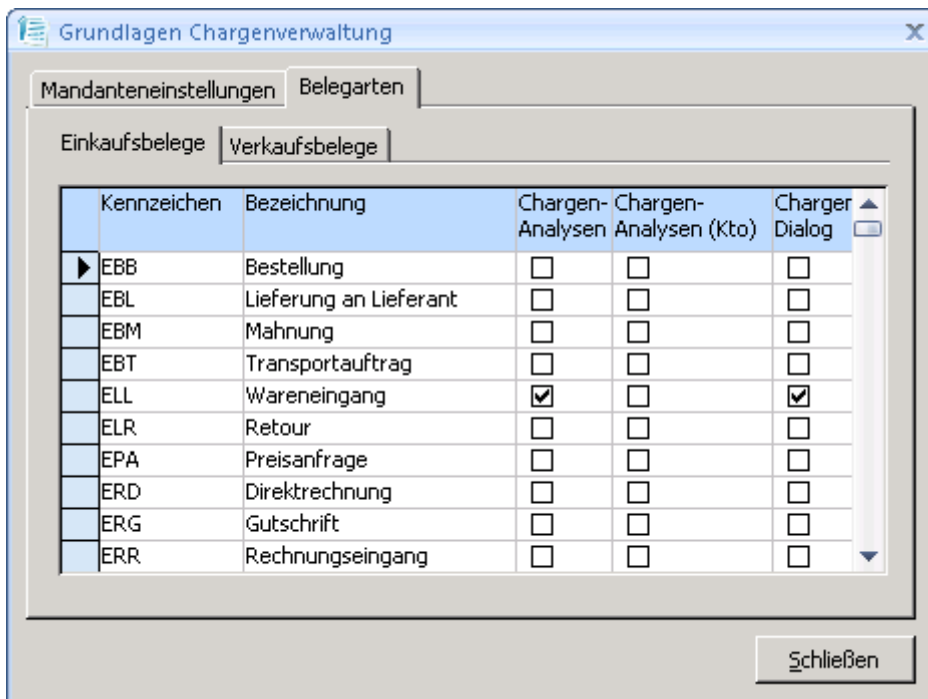 Grundlagen Chargenverwaltung
Mandanteneinstellungen Belegarten
Einkaufsbelege Verkaufsbelege
Kennzeichen Bezeichnung Chargen- Chargen- Chargen
Analysen Analysen (Kto) Dialog
EBB Bestellung
EBL Lieferung an Lieferant
EBM Mahnung
EBT Transportauftrag
ELL Wareneingang
ELR Retour
EPA Preisanfrage
ERD Direktrechnung
ERG Gutschrift
ERR Rechnungseingang
Schließen